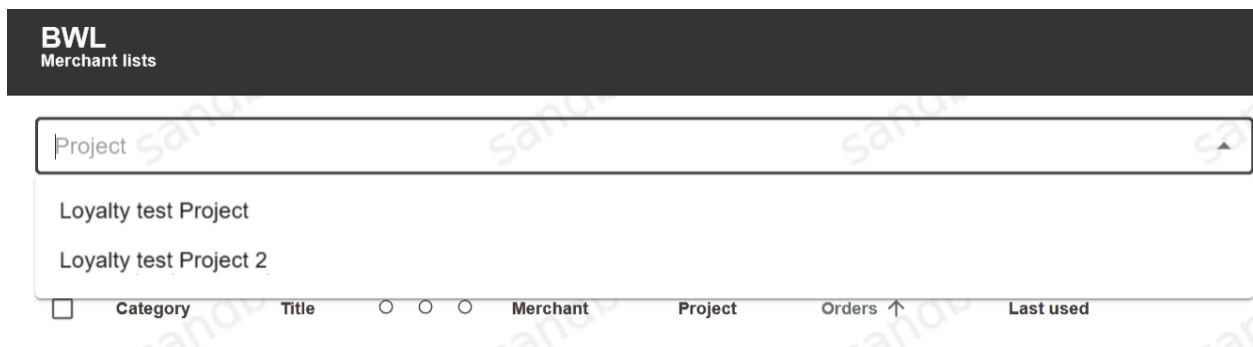 BWL
Merchant lists
Project
Loyalty test Project
Loyalty test Project 2
Category Title Merchant Project Orders ↑ Last used